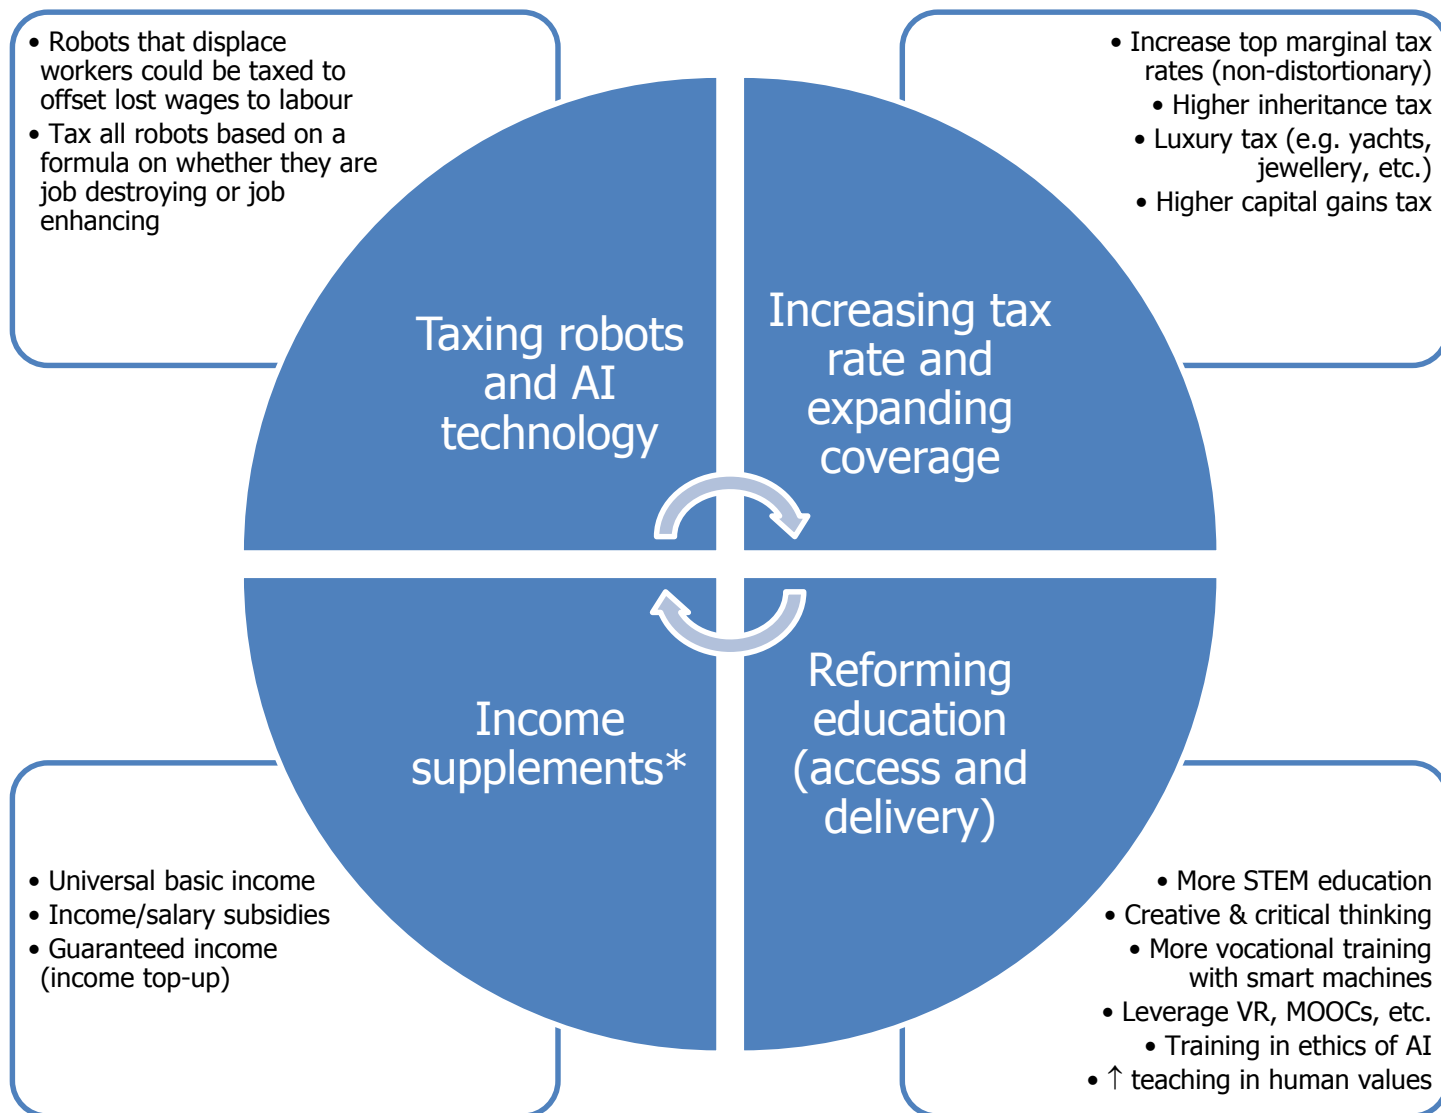 • Robots that displace
workers could be taxed to
offset lost wages to labour
• Tax all robots based on a
formula on whether they are
job destroying or job
enhancing
• Increase top marginal tax
rates (non-distortionary)
• Higher inheritance tax
• Luxury tax (e.g. yachts,
jewellery, etc.)
• Higher capital gains tax
Taxing robots
and AI
technology
Increasing tax
rate and
expanding
coverage
Income
supplements*
Reforming
education
(access and
delivery)
• Universal basic income
• Income/salary subsidies
• Guaranteed income
(income top-up)
• More STEM education
• Creative & critical thinking
• More vocational training
with smart machines
• Leverage VR, MOOCs, etc.
• Training in ethics of AI
• ↑ teaching in human values